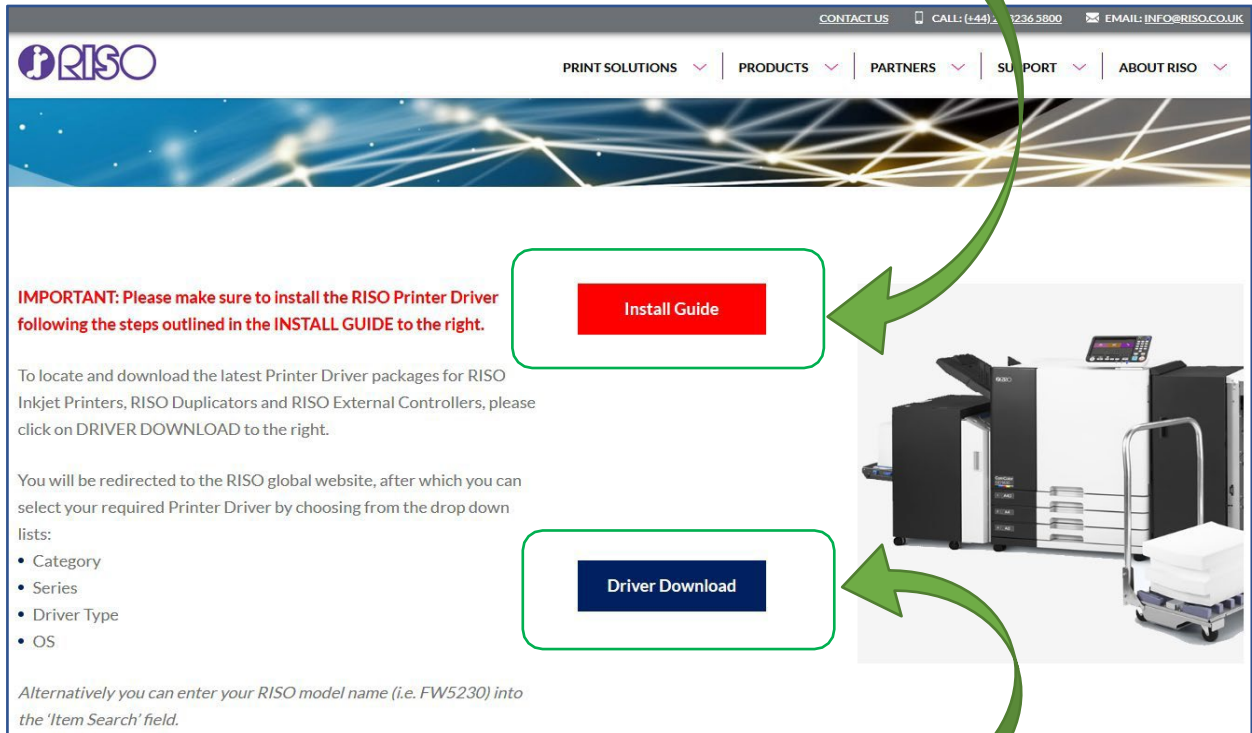 CONTACT US CALL: (+44) 236 5800 EMAIL: INFO@RISO.CO.UK
RISO
PRINT SOLUTIONS PRODUCTS PARTNERS SUPPORT ABOUT RISO
IMPORTANT: Please make sure to install the RISO Printer Driver
following the steps outlined in the INSTALL GUIDE to the right.
Install Guide
To locate and download the latest Printer Driver packages for RISO
Inkjet Printers, RISO Duplicators and RISO External Controllers, please
click on DRIVER DOWNLOAD to the right.
You will be redirected to the RISO global website, after which you can
select your required Printer Driver by choosing from the drop down
lists:
• Category
• Series
• Driver Type
• OS
Driver Download
Alternatively you can enter your RISO model name (i.e. FW5230) into
the 'Item Search' field.